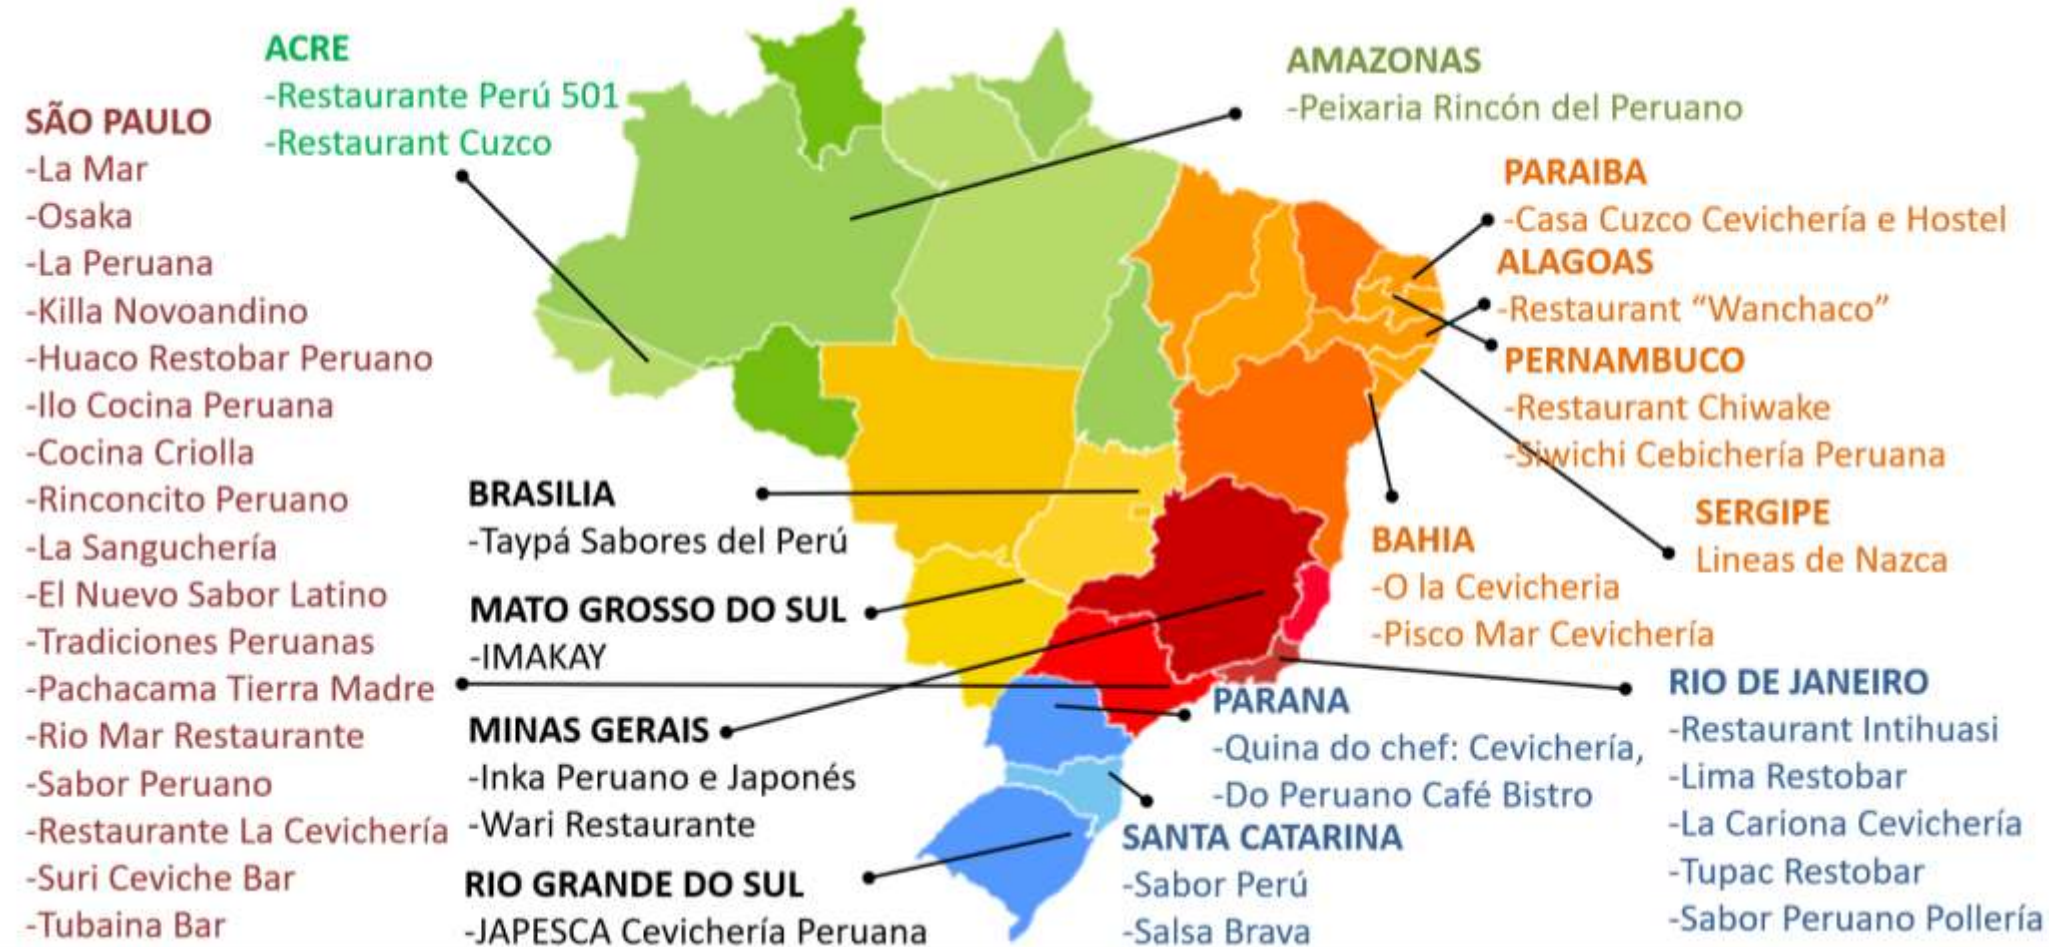 ACRE
-Restaurante Perú 501
-Restaurant Cuzco
SÃO PAULO
-La Mar
-Osaka
-La Peruana
-Killa Novoandino
-Huaco Restobar Peruano
-Ilo Cocina Peruana
-Cocina Criolla
-Rinconcito Peruano
-La Sanguchería
-El Nuevo Sabor Latino
-Tradiciones Peruanas
-Pachacama Tierra Madre
-Rio Mar Restaurante
-Sabor Peruano
-Restaurante La Cevichería
-Suri Ceviche Bar
-Tubaina Bar
BRASILIA
-Taypá Sabores del Perú
MATO GROSSO DO SUL
-IMAKAY
MINAS GERAIS
-Inka Peruano e Japonés
-Wari Restaurante
RIO GRANDE DO SUL
-JAPESCA Cevichería Peruana
AMAZONAS
-Peixaria Rincón del Peruano
PARAIBA
-Casa Cuzco Cevichería e Hostel
ALAGOAS
-Restaurant “Wanchaco”
PERNAMBUCO
-Restaurant Chiwake
-Siwichi Cebichería Peruana
SERGIPE
Lineas de Nazca
BAHIA
-O la Cevicheria
-Pisco Mar Cevichería
PARANA
-Quina do chef: Cevichería,
-Do Peruano Café Bistro
SANTA CATARINA
-Sabor Perú
-Salsa Brava
RIO DE JANEIRO
-Restaurant Intihuasi
-Lima Restobar
-La Cariona Cevichería
-Tupac Restobar
-Sabor Peruano Pollería